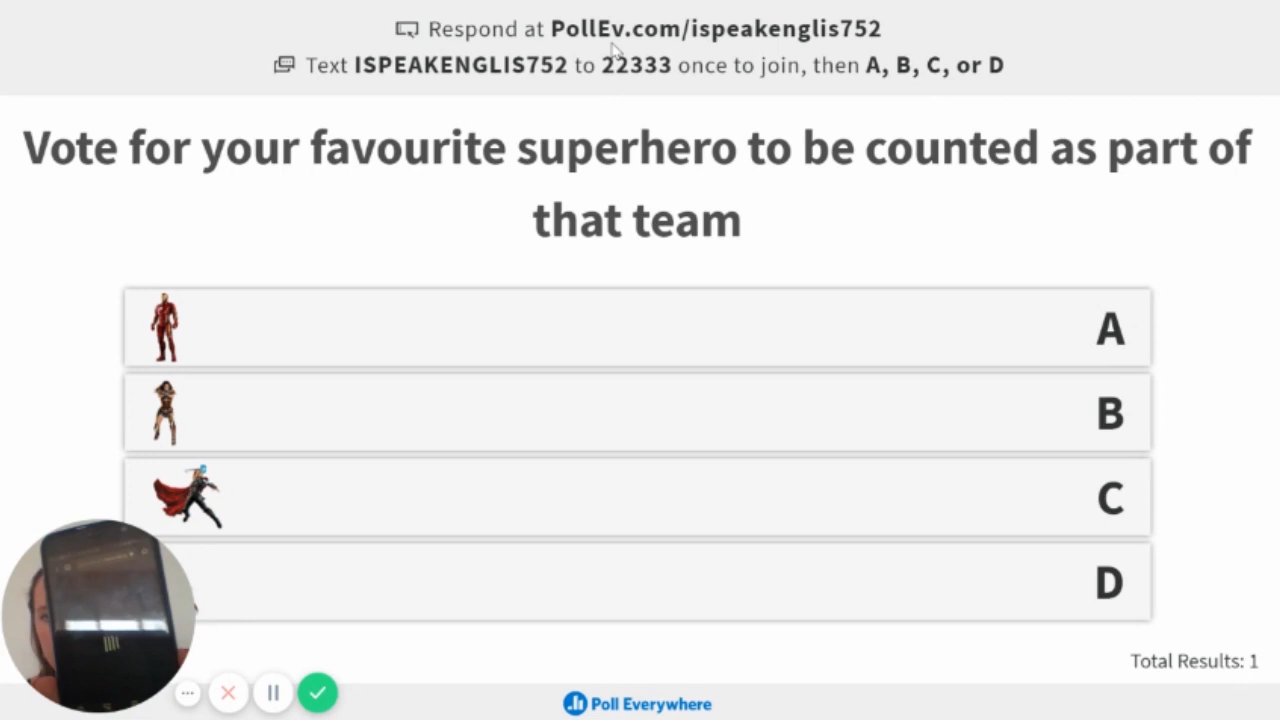 Respond at PollEv.com/ispeakenglis752
Text ISPEAKENGLIS752 to 22333 once to join, then A, B, C, or D
Vote for your favourite superhero to be counted as part of
that team
A
B
C
D
Total Results: 1
Poll Everywhere